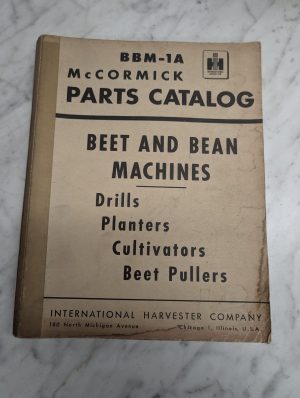 BBM-1A
McCORMICK
PARTS CATALOG
BEET AND BEAN
MACHINES
Drills
Planters
Cultivators
Beet Pullers
INTERNATIONAL HARVESTER COMPANY
180 North Michigan Avenue Chicago 1, Illinois, U.S.A.